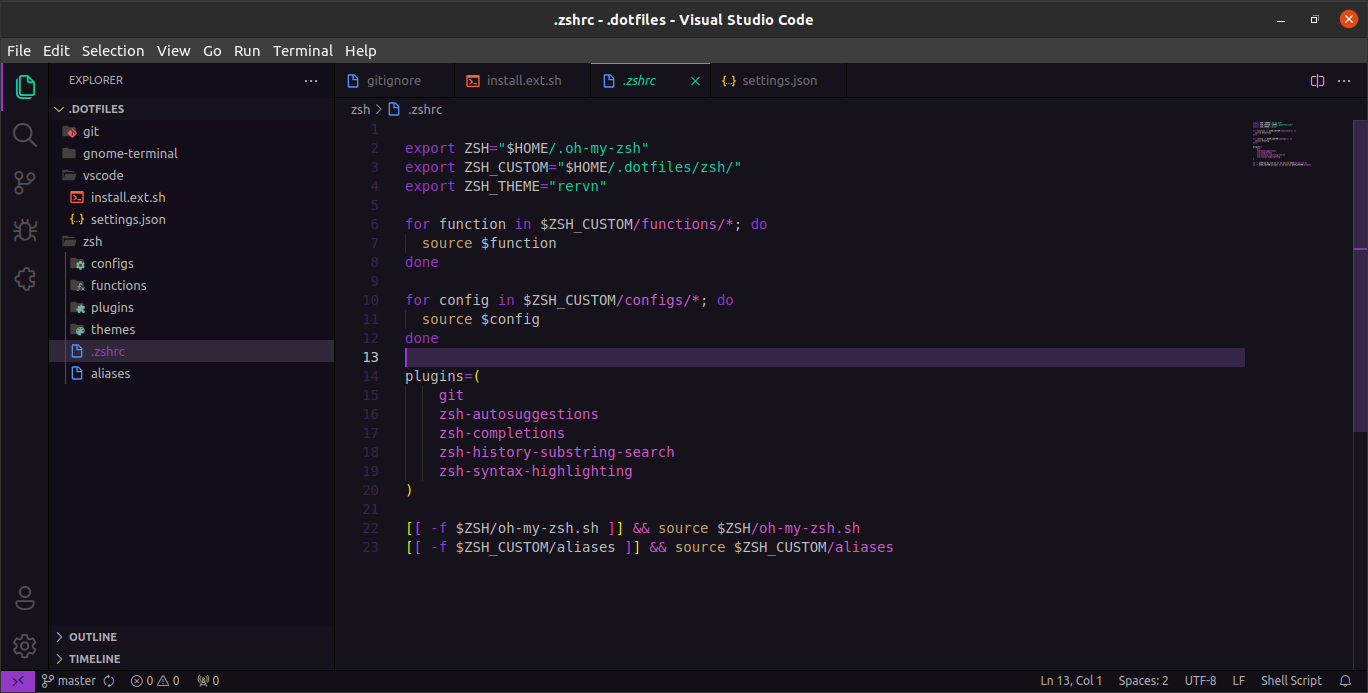 .zshrc - .dotfiles - Visual Studio Code
File Edit Selection View Go Run Terminal Help
EXPLORER
.DOTFILES
git
gnome-terminal
vscode
install.ext.sh
{..} settings.json
zsh
configs
functions
plugins
themes
.zshrc
aliases
OUTLINE
TIMELINE
gitignore install.ext.sh .zshrc {..} settings.json
zsh > .zshrc
1
2 export ZSH="$HOME/.oh-my-zsh"
3 export ZSH_CUSTOM="$HOME/.dotfiles/zsh/"
4 export ZSH_THEME="rervn"
5
6 for function in $ZSH_CUSTOM/functions/*; do
7 source $function
8 done
9
10 for config in $ZSH_CUSTOM/configs/*; do
11 source $config
12 done
13
14 plugins=(
15 git
16 zsh-autosuggestions
17 zsh-completions
18 zsh-history-substring-search
19 zsh-syntax-highlighting
20 )
21
22 [[ -f $ZSH/oh-my-zsh.sh ]] && source $ZSH/oh-my-zsh.sh
23 [[ -f $ZSH_CUSTOM/aliases ]] && source $ZSH_CUSTOM/aliases
master 0 0 0 Ln 13, Col 1 Spaces: 2 UTF-8 LF Shell Script